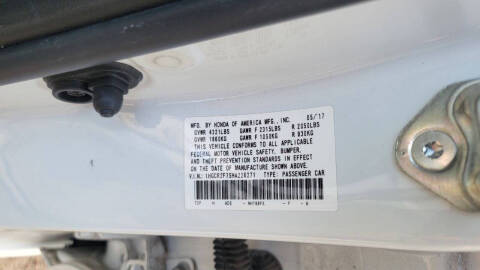 MFD. BY HONDA OF AMERICA MFG., INC. 05/17
GVWR 4321LBS GAWR F 2315LBS R 2050LBS
GVWR 1960KG GAWR F 1050KG R 930KG
THIS VEHICLE CONFORMS TO ALL APPLICABLE
FEDERAL MOTOR VEHICLE SAFETY, BUMPER,
AND THEFT PREVENTION STANDARDS IN EFFECT
ON THE DATE OF MANUFACTURE SHOWN ABOVE.
V.I.N.: TYPE: PASSENGER CAR